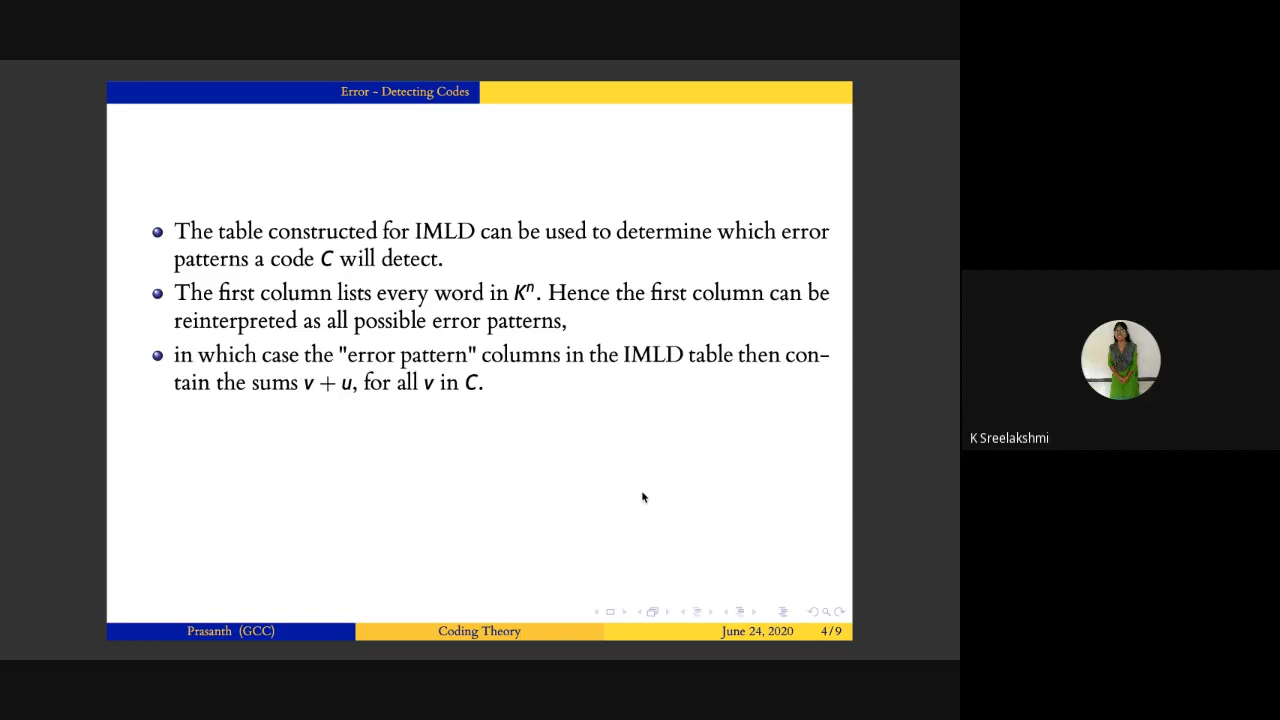 Error - Detecting Codes
The table constructed for IMLD can be used to determine which error
patterns a code C will detect.
The first column lists every word in Kⁿ. Hence the first column can be
reinterpreted as all possible error patterns,
in which case the "error pattern" columns in the IMLD table then con-
tain the sums v + u, for all v in C.
K Sreelakshmi
Prasanth (GCC) Coding Theory June 24, 2020 4/9